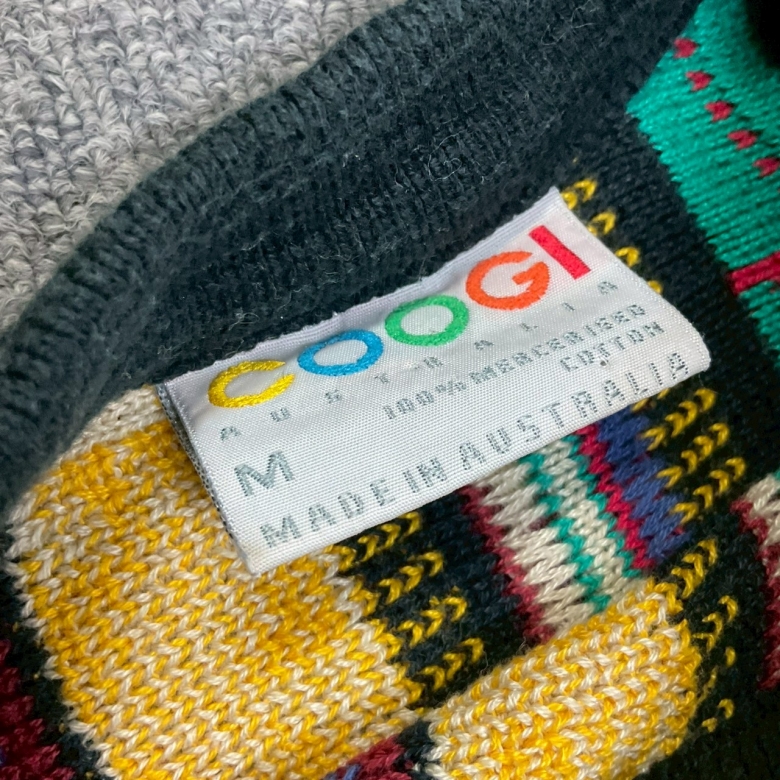 COOGI
AUSTRALIA
100% MERCERISED
COTTON
M
MADE IN AUSTRALIA